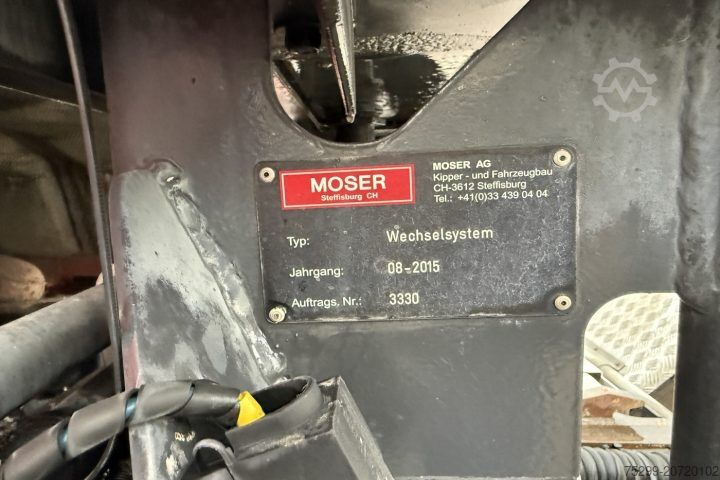 MOSER
Steffisburg CH
MOSER AG
Kipper - und Fahrzeugbau
CH-3612 Steffisburg
Tel.: +41(0)33 439 04 04
Typ: Wechselsystem
Jahrgang: 08-2015
Auftrags. Nr.: 3330
75299-20720102